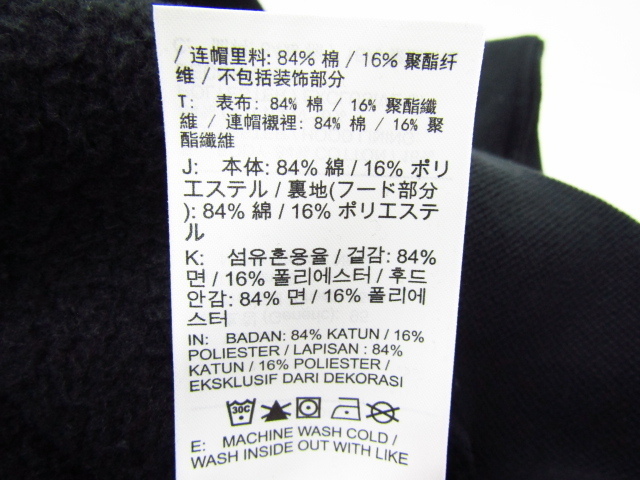 / 连帽里料: 84% 棉 / 16% 聚酯纤
维 / 不包括装饰部分
T: 表布: 84% 棉 / 16% 聚酯纖
維 / 連帽襯裡: 84% 棉 / 16% 聚
酯纖維
J: 本体: 84% 綿 / 16% ポリ
エステル / 裏地(フード部分
): 84% 綿 / 16% ポリエステ
ル
K: 섬유혼용율 / 겉감: 84%
면 / 16% 폴리에스터 / 후드
안감: 84% 면 / 16% 폴리에
스터
IN: BADAN: 84% KATUN / 16%
POLIESTER / LAPISAN : 84%
KATUN / 16% POLIESTER /
EKSKLUSIF DARI DEKORASI
30C
E: MACHINE WASH COLD /
WASH INSIDE OUT WITH LIKE